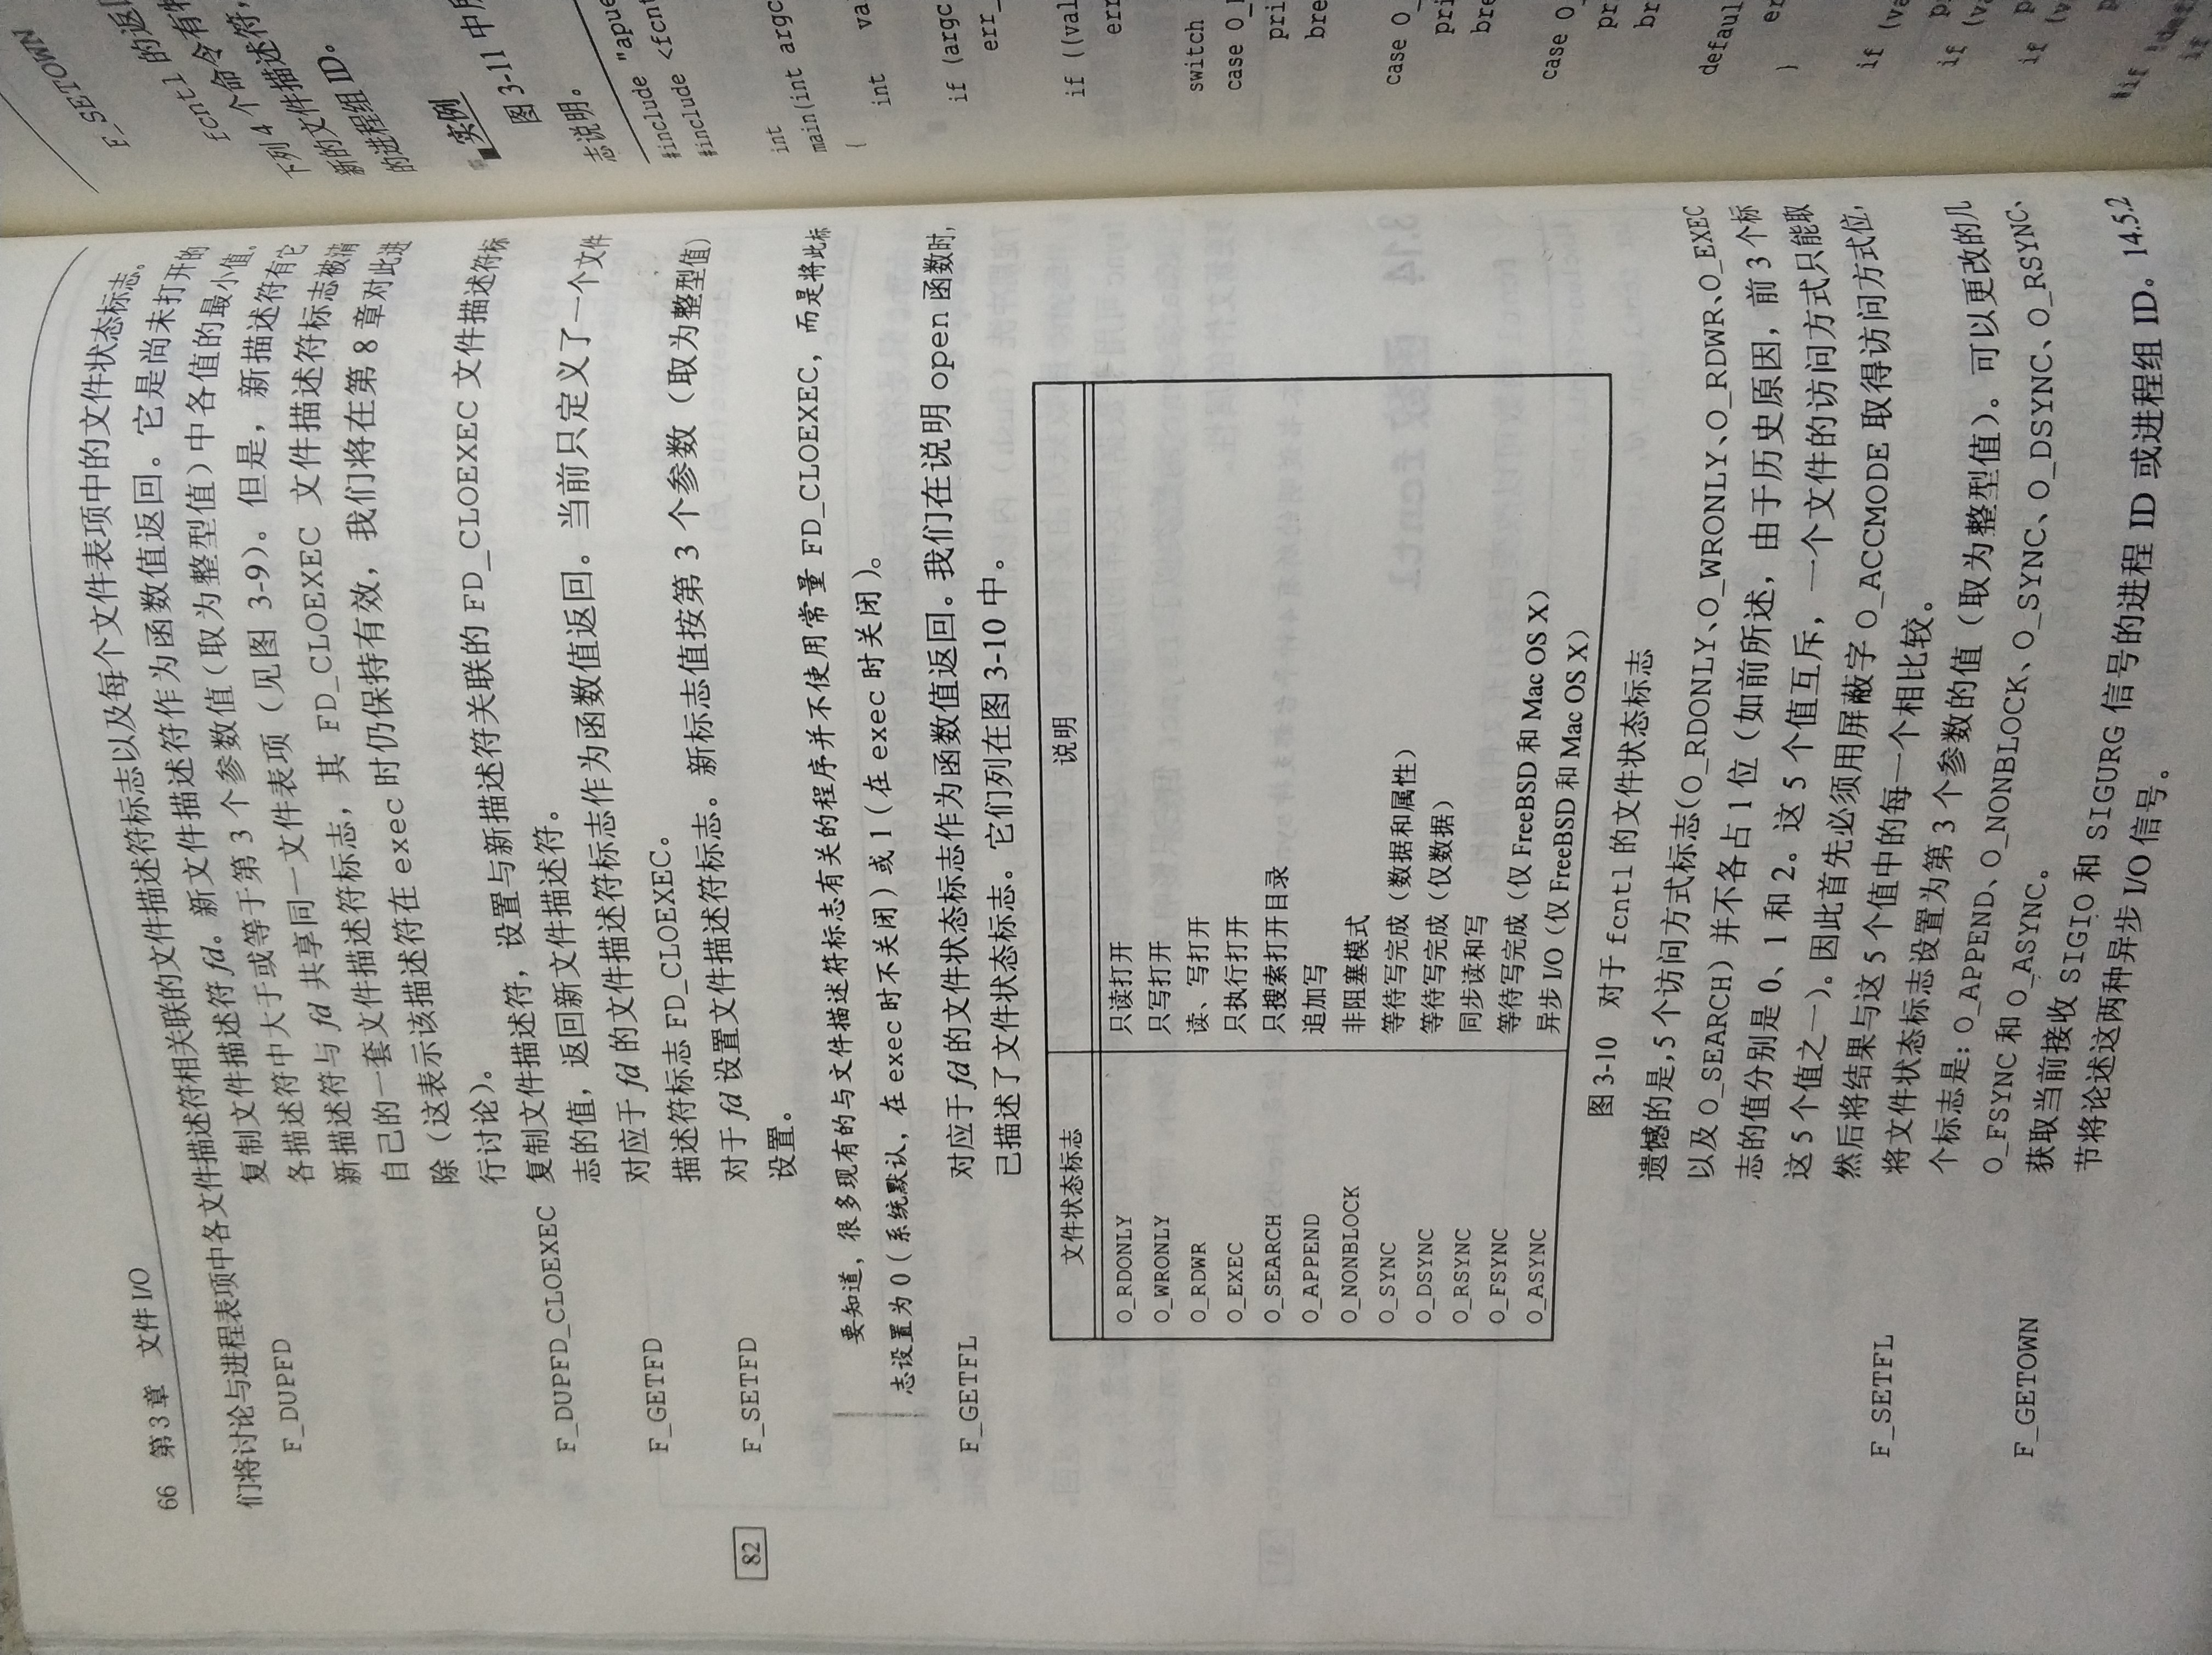 66 第3章 文件 I/O
们将讨论与进程表项中各文件描述符相关联的文件描述符标志以及每个文件表项中的文件状态标志。
F_DUPFD 复制文件描述符 fd。新文件描述符作为函数值返回。它是尚未打开的
各描述符中大于或等于第 3 个参数值（取为整型值）中各值的最小值。
新描述符与 fd 共享同一文件表项（见图 3-9）。但是，新描述符有它
自己的一套文件描述符标志，其 FD_CLOEXEC 文件描述符标志被清
除（这表示该描述符在 exec 时仍保持有效，我们将在第 8 章对此进
行讨论）。
F_DUPFD_CLOEXEC 复制文件描述符，设置与新描述符关联的 FD_CLOEXEC 文件描述符标
志的值，返回新文件描述符。
F_GETFD 对应于 fd 的文件描述符标志作为函数值返回。当前只定义了一个文件
描述符标志 FD_CLOEXEC。
82 F_SETFD 对于 fd 设置文件描述符标志。新标志值按第 3 个参数（取为整型值）
设置。
要知道，很多现有的与文件描述符标志有关的程序并不使用常量 FD_CLOEXEC，而是将此标
志设置为 0（系统默认，在 exec 时不关闭）或 1（在 exec 时关闭）。
F_GETFL 对应于 fd 的文件状态标志作为函数值返回。我们在说明 open 函数时，
已描述了文件状态标志。它们列在图 3-10 中。
文件状态标志 说明
O_RDONLY 只读打开
O_WRONLY 只写打开
O_RDWR 读、写打开
O_EXEC 只执行打开
O_SEARCH 只搜索打开目录
O_APPEND 追加写
O_NONBLOCK 非阻塞模式
O_SYNC 等待写完成（数据和属性）
O_DSYNC 等待写完成（仅数据）
O_RSYNC 同步读和写
O_FSYNC 等待写完成（仅 FreeBSD 和 Mac OS X）
O_ASYNC 异步 I/O（仅 FreeBSD 和 Mac OS X）
图 3-10 对于 fcntl 的文件状态标志
遗憾的是，5 个访问方式标志（O_RDONLY、O_WRONLY、O_RDWR、O_EXEC
以及 O_SEARCH）并不各占 1 位（如前所述，由于历史原因，前 3 个标
志的值分别是 0、1 和 2。这 5 个值互斥，一个文件的访问方式只能取
这 5 个值之一）。因此首先必须用屏蔽字 O_ACCMODE 取得访问方式位，
然后将结果与这 5 个值中的每一个相比较。
F_SETFL 将文件状态标志设置为第 3 个参数的值（取为整型值）。可以更改的几
个标志是：O_APPEND、O_NONBLOCK、O_SYNC、O_DSYNC、O_RSYNC、
O_FSYNC 和 O_ASYNC。
F_GETOWN 获取当前接收 SIGIO 和 SIGURG 信号的进程 ID 或进程组 ID。14.5.2
节将论述这两种异步 I/O 信号。
F_SETOWN
fcntl 的返
下列 4 个命令有
新的文件描述符，
的进程组 ID。
实例
图 3-11 中
志说明。
#include "apue
#include <fcnt
int
main(int argc
{
int va
if (argc
err_
if ((val
err
switch
case O_
pri
bre
case O_
pri
bre
case O_
pr
br
defaul
er
}
if (va
p
if (va
p
if (v
p